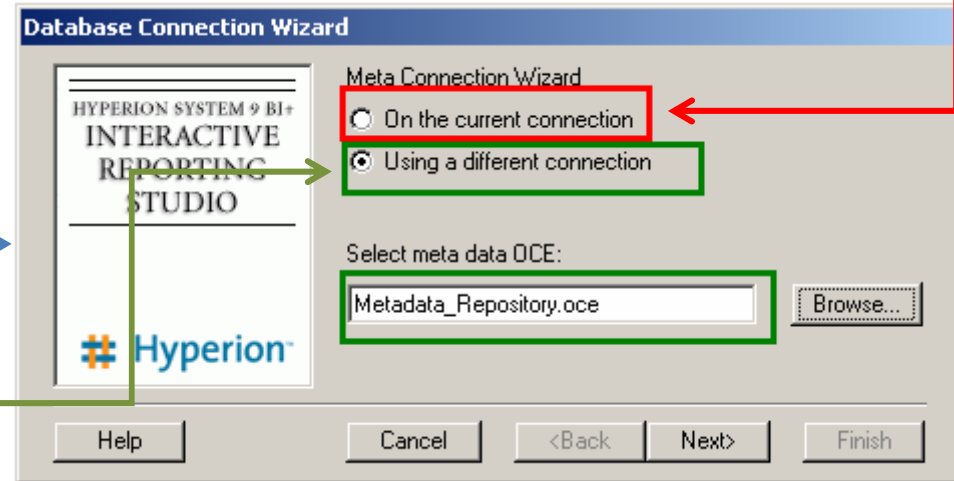 Database Connection Wizard
HYPERION SYSTEM 9 BI+
INTERACTIVE
REPORTING
STUDIO
Hyperion
Meta Connection Wizard
On the current connection
Using a different connection
Select meta data OCE:
Metadata_Repository.oce
Browse...
Help
Cancel
<Back
Next>
Finish